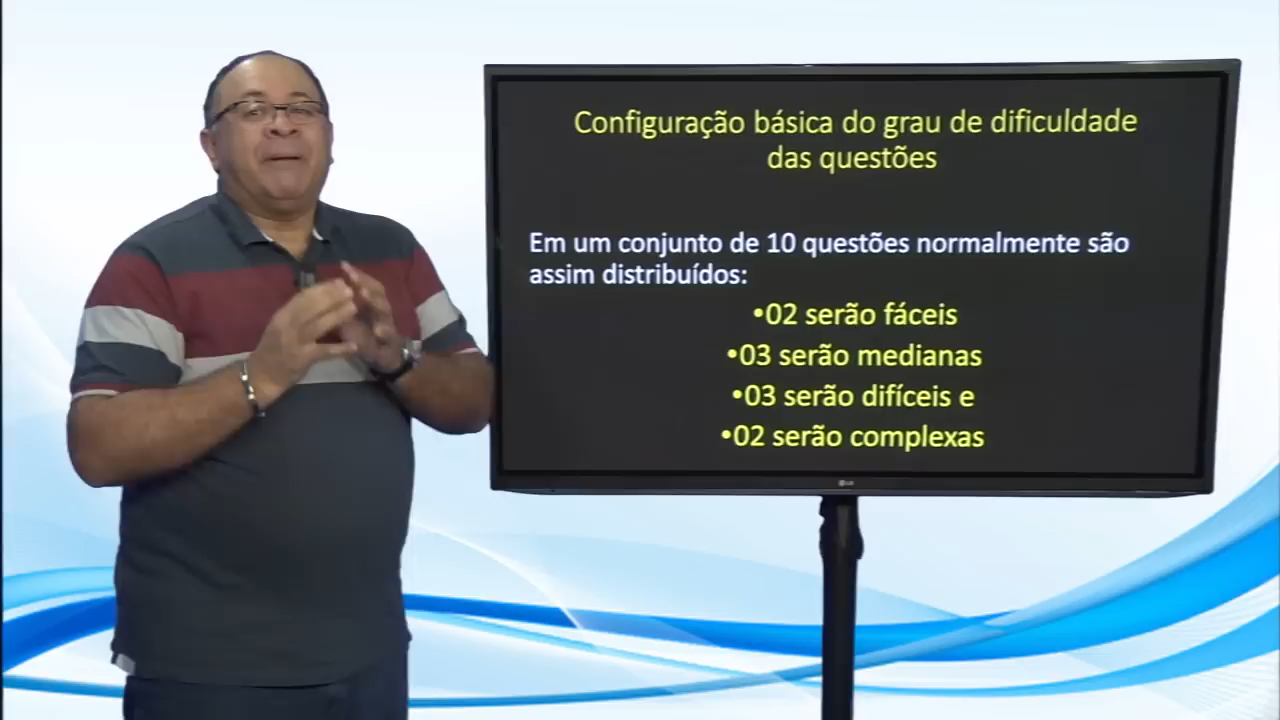 Configuração básica do grau de dificuldade
das questões
Em um conjunto de 10 questões normalmente são
assim distribuídos:
•02 serão fáceis
•03 serão medianas
•03 serão difíceis e
•02 serão complexas
LG